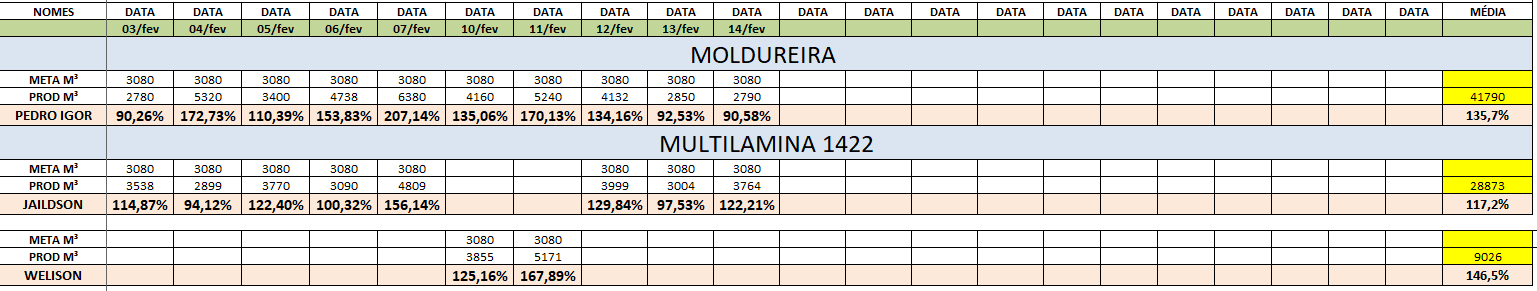 NOMES DATA DATA DATA DATA DATA DATA DATA DATA DATA DATA DATA DATA DATA DATA DATA DATA DATA DATA DATA DATA DATA MÉDIA
03/fev 04/fev 05/fev 06/fev 07/fev 10/fev 11/fev 12/fev 13/fev 14/fev
MOLDUREIRA
META M³ 3080 3080 3080 3080 3080 3080 3080 3080 3080 3080
PROD M³ 2780 5320 3400 4738 6380 4160 5240 4132 2850 2790 41790
PEDRO IGOR 90,26% 172,73% 110,39% 153,83% 207,14% 135,06% 170,13% 134,16% 92,53% 90,58% 135,7%
MULTILAMINA 1422
META M³ 3080 3080 3080 3080 3080 3080 3080 3080
PROD M³ 3538 2899 3770 3090 4809 3999 3004 3764 28873
JAILDSON 114,87% 94,12% 122,40% 100,32% 156,14% 129,84% 97,53% 122,21% 117,2%
META M³ 3080 3080
PROD M³ 3855 5171 9026
WELISON 125,16% 167,89% 146,5%